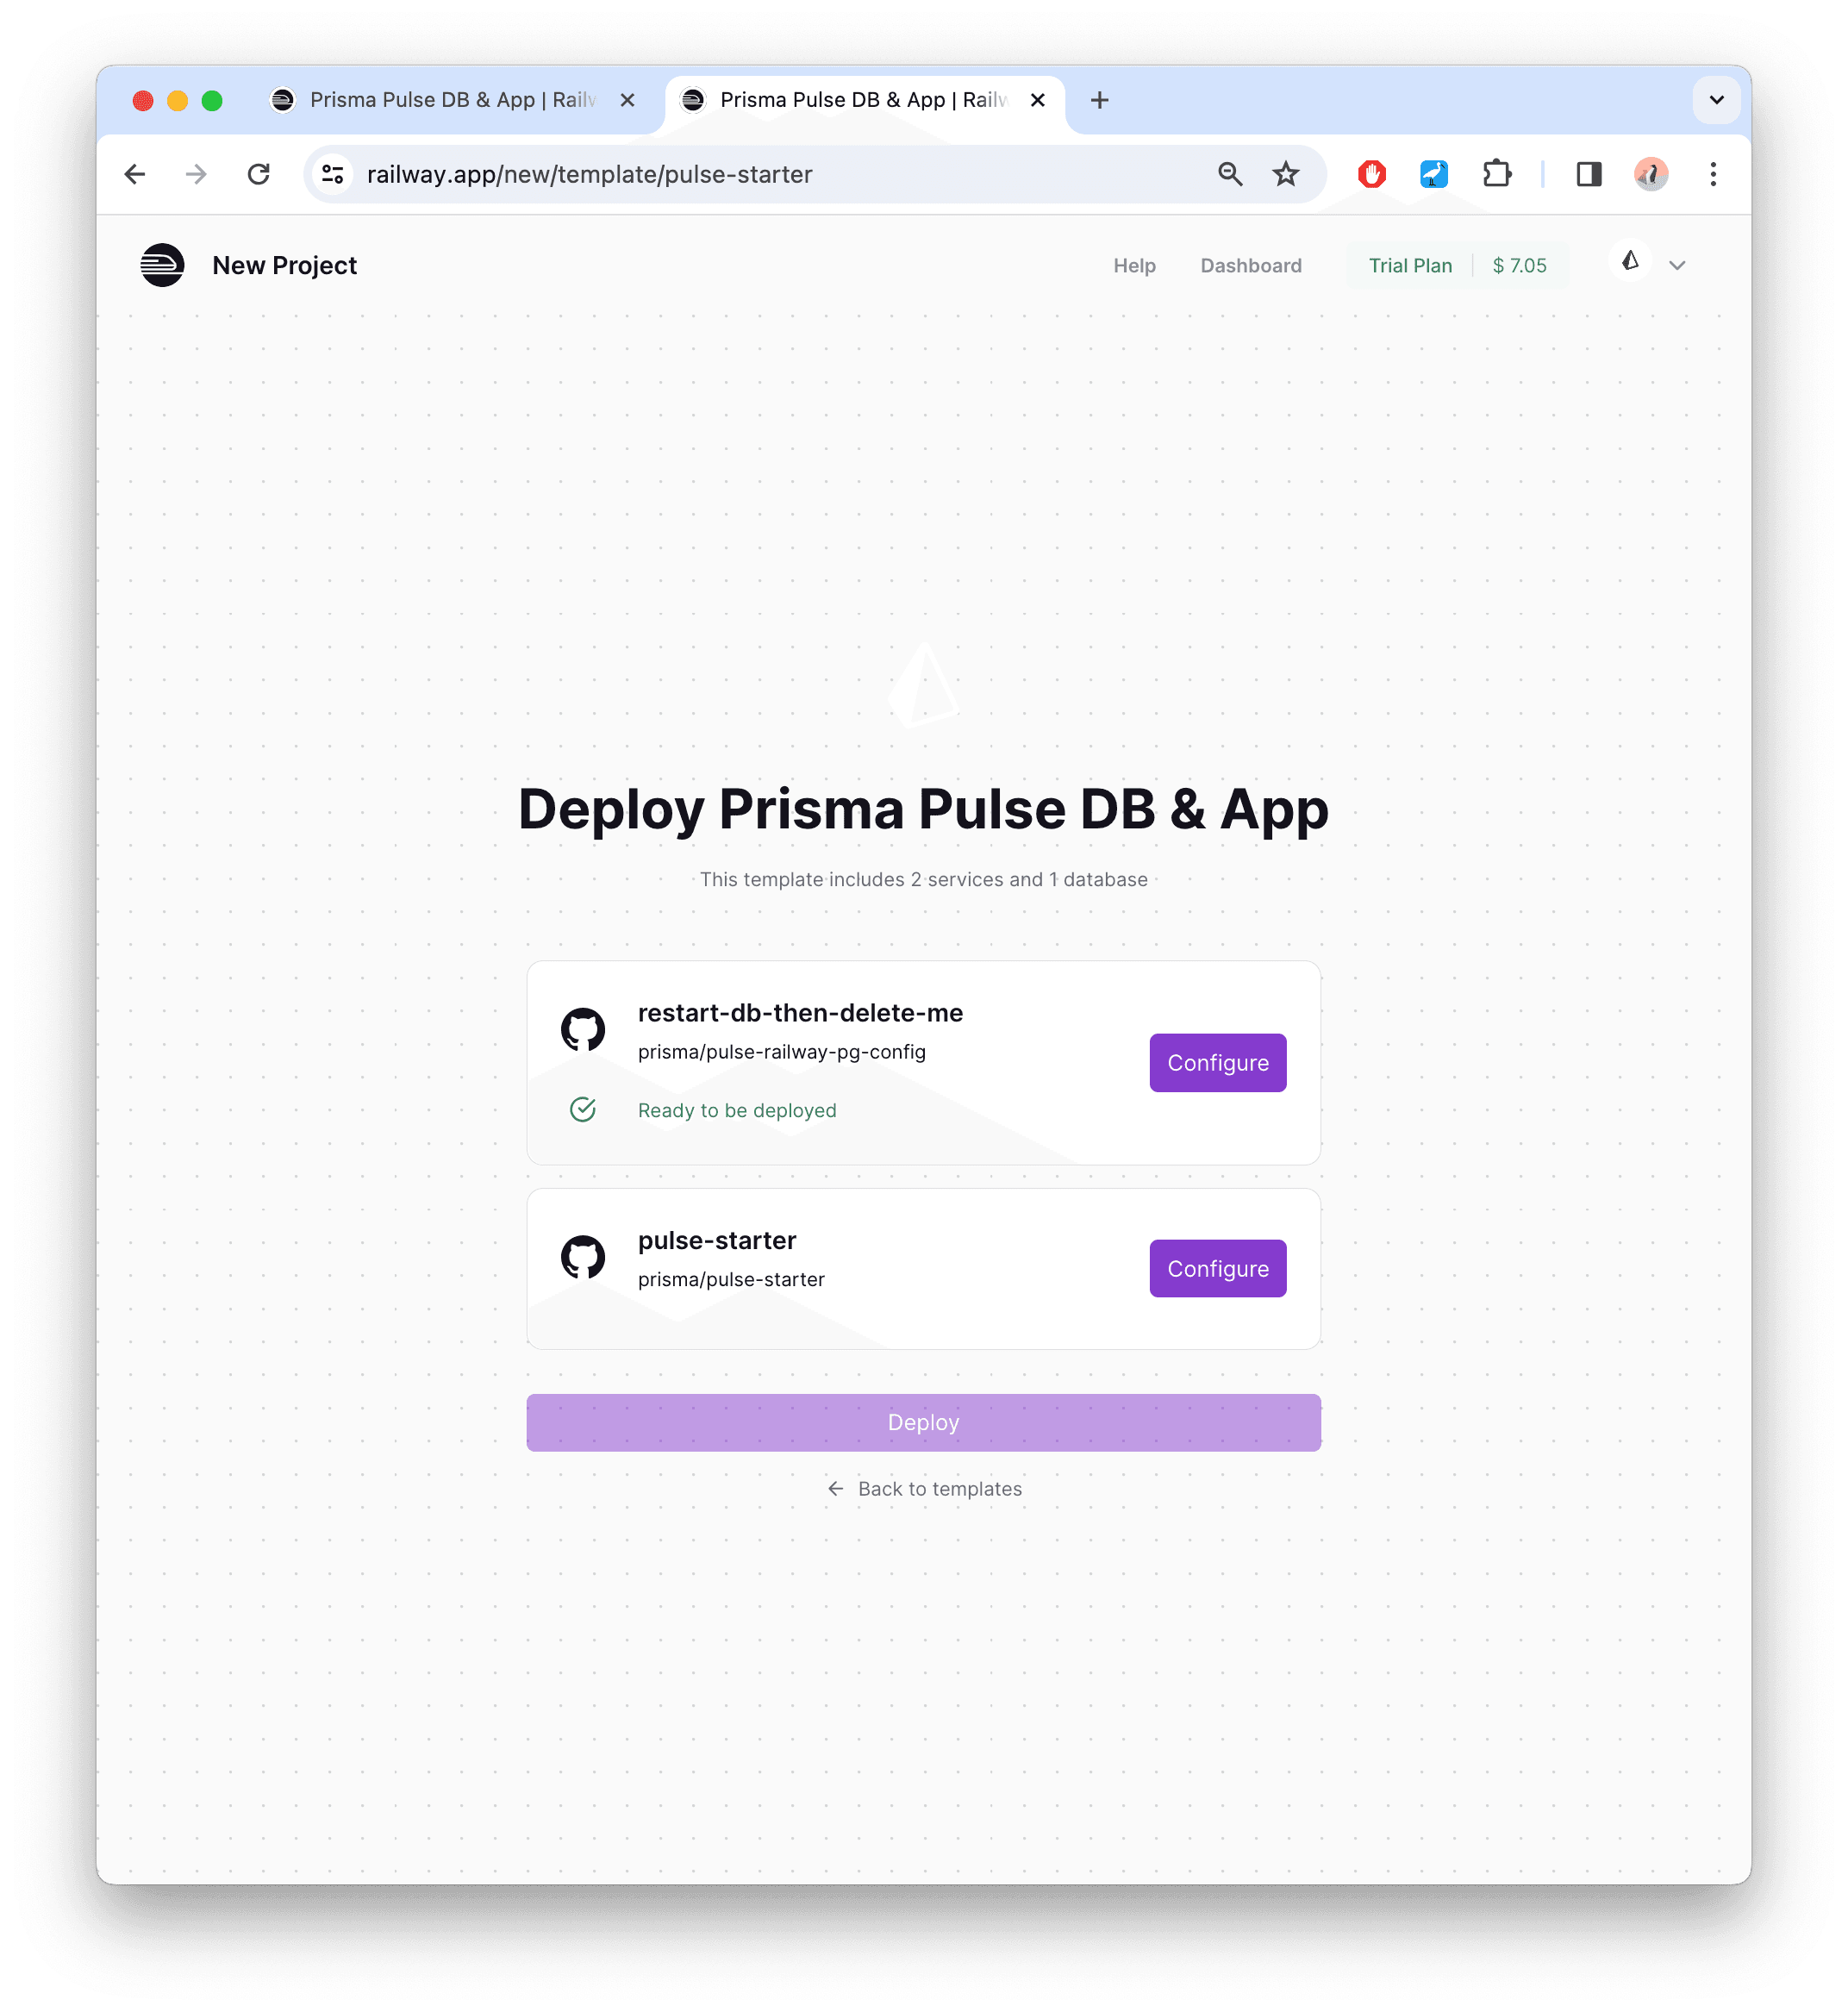 Prisma Pulse DB & App | Railw
Prisma Pulse DB & App | Railw
railway.app/new/template/pulse-starter
New Project
Help
Dashboard
Trial Plan
$ 7.05
Deploy Prisma Pulse DB & App
This template includes 2 services and 1 database
restart-db-then-delete-me
prisma/pulse-railway-pg-config
Configure
Ready to be deployed
pulse-starter
prisma/pulse-starter
Configure
Deploy
Back to templates